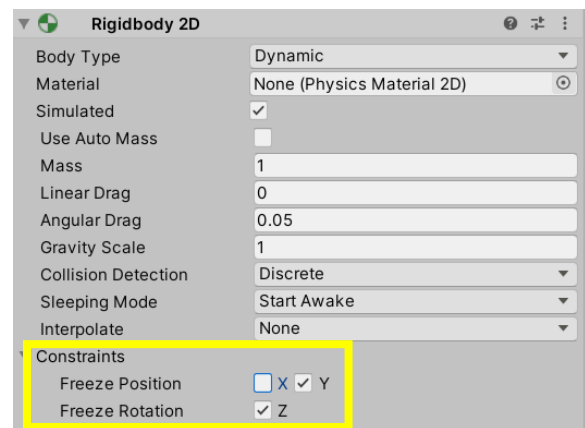 Rigidbody 2D
Body Type Dynamic
Material None (Physics Material 2D)
Simulated
Use Auto Mass
Mass 1
Linear Drag 0
Angular Drag 0.05
Gravity Scale 1
Collision Detection Discrete
Sleeping Mode Start Awake
Interpolate None
Constraints
Freeze Position X Y
Freeze Rotation Z